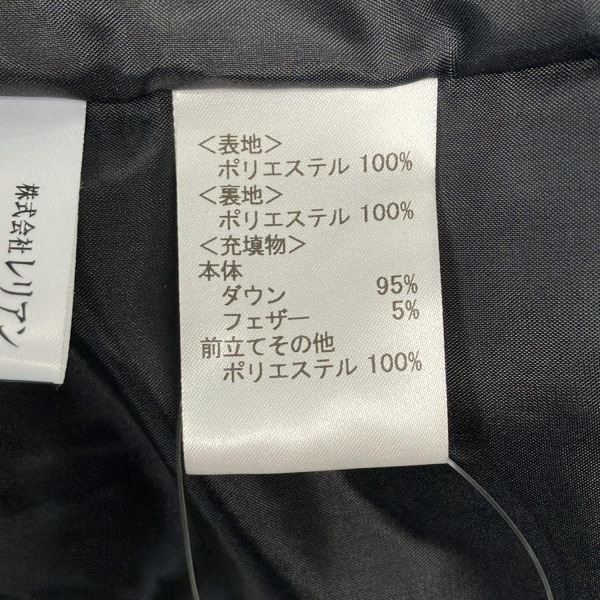 <表地>
ポリエステル 100%
<裏地>
ポリエステル 100%
<充填物>
本体
ダウン 95%
フェザー 5%
前立てその他
ポリエステル 100%
株式会社レリアン